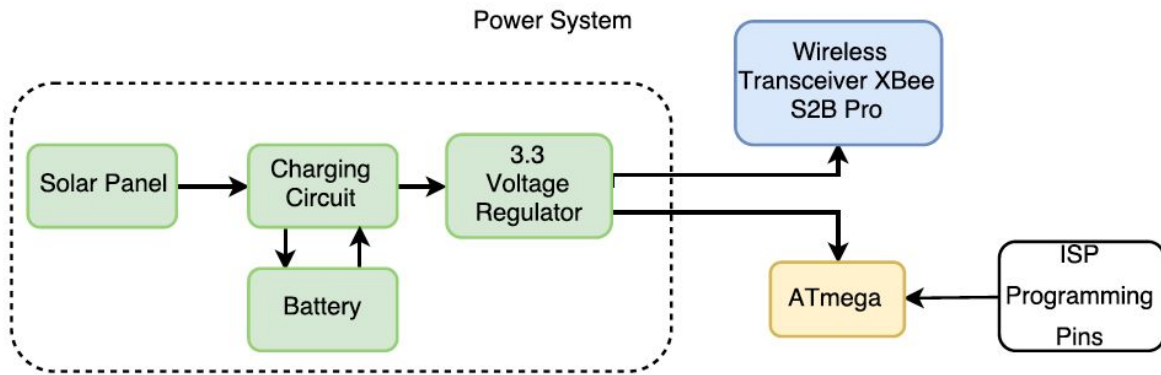 Power System
Wireless
Transceiver XBee
S2B Pro
Solar Panel
Charging
Circuit
3.3
Voltage
Regulator
Battery
ATmega
ISP
Programming
Pins